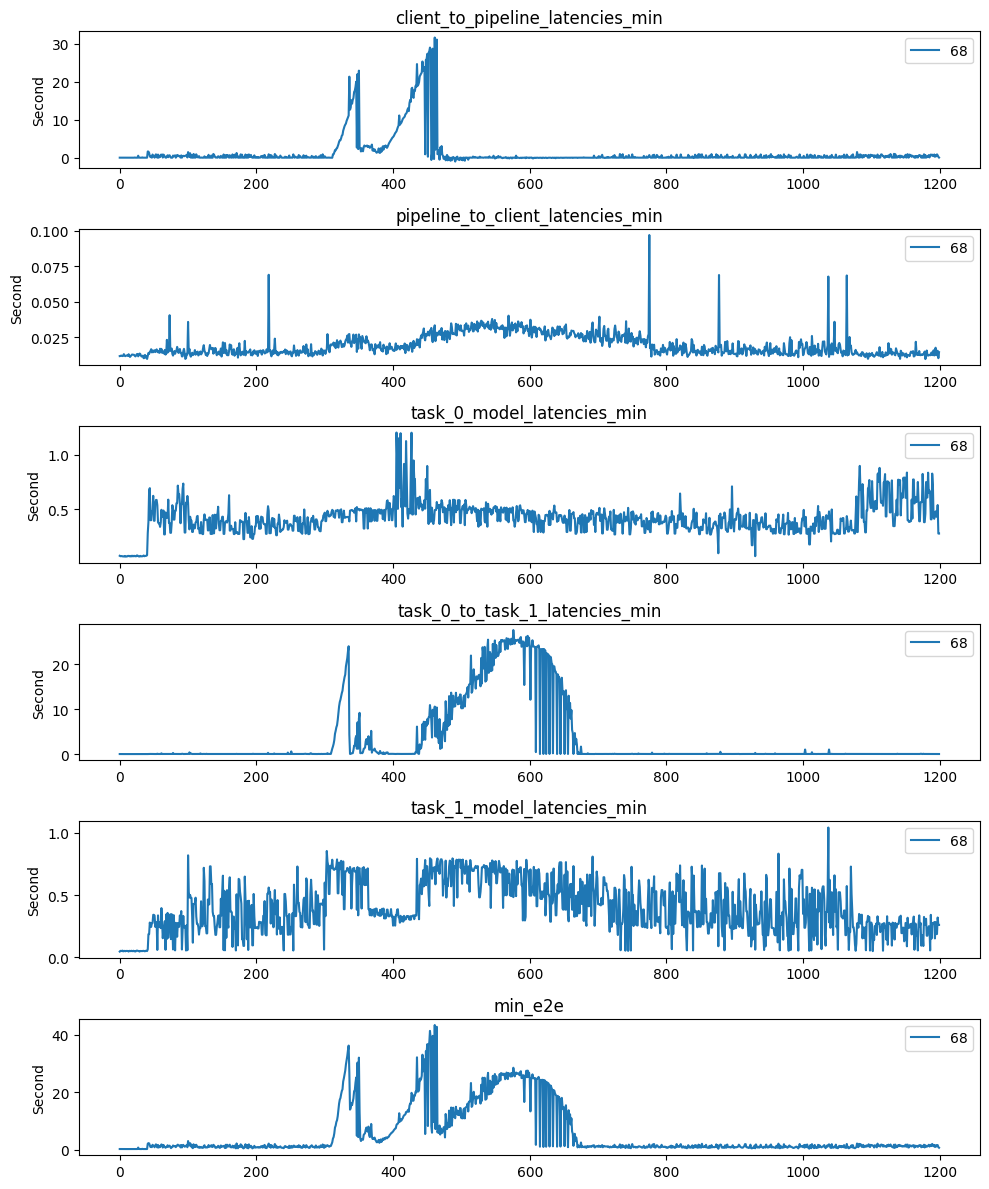 client_to_pipeline_latencies_min
Second
30
20
10
0
68
0 200 400 600 800 1000 1200
pipeline_to_client_latencies_min
Second
0.100
0.075
0.050
0.025
68
0 200 400 600 800 1000 1200
task_0_model_latencies_min
Second
1.0
0.5
68
0 200 400 600 800 1000 1200
task_0_to_task_1_latencies_min
Second
20
10
0
68
0 200 400 600 800 1000 1200
task_1_model_latencies_min
Second
1.0
0.5
0.0
68
0 200 400 600 800 1000 1200
min_e2e
Second
40
20
0
68
0 200 400 600 800 1000 1200